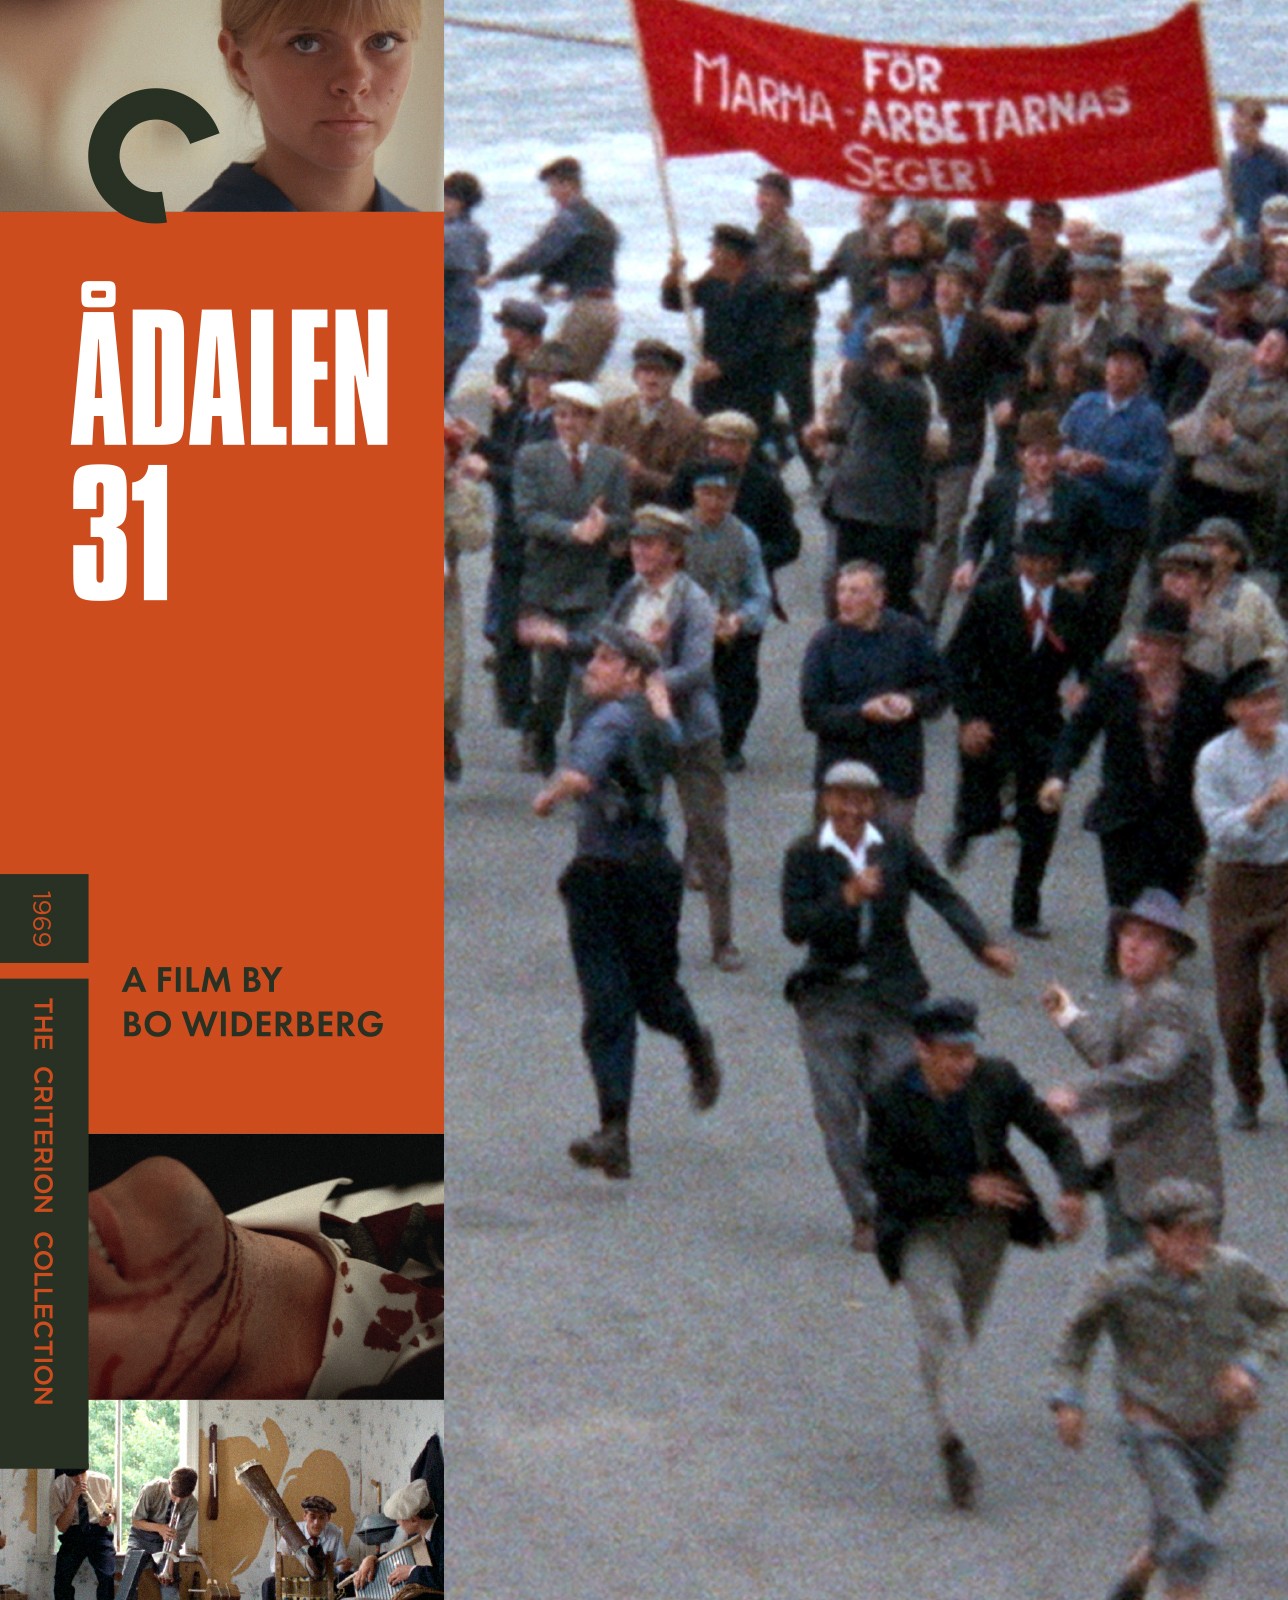 ÅDALEN
31
1969
A FILM BY
BO WIDERBERG
THE CRITERION COLLECTION
FÖR
MARMA-ARBETARNAS
SEGER!